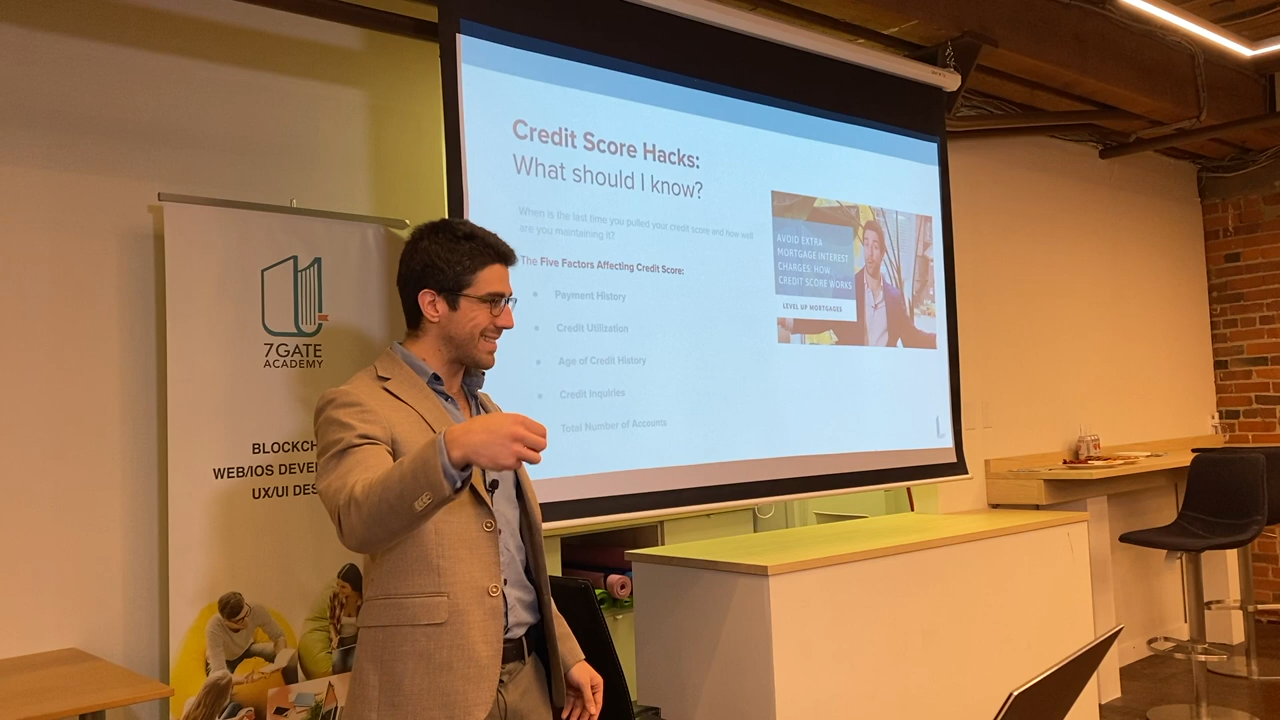 Credit Score Hacks:
What should I know?
When is the last time you pulled your credit score and how well
are you maintaining it?
The Five Factors Affecting Credit Score:
Payment History
Credit Utilization
Age of Credit History
Credit Inquiries
Total Number of Accounts
AVOID EXTRA
MORTGAGE INTEREST
CHARGES: HOW
CREDIT SCORE WORKS
LEVEL UP MORTGAGES
7GATE
ACADEMY
BLOCKCH
WEB/IOS DEVEL
UX/UI DES